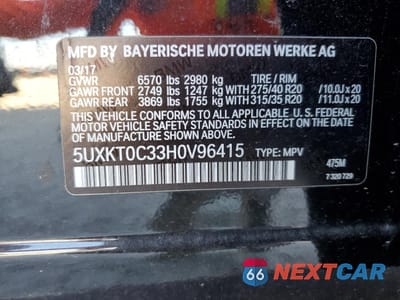 MFD BY BAYERISCHE MOTOREN WERKE AG
03/17
GVWR 6570 lbs 2980 kg TIRE / RIM
GAWR FRONT 2749 lbs 1247 kg WITH 275/40 R20 /10.0J x 20
GAWR REAR 3869 lbs 1755 kg WITH 315/35 R20 /11.0J x 20
THIS VEHICLE CONFORMS TO ALL APPLICABLE U.S. FEDERAL
MOTOR VEHICLE SAFETY STANDARDS IN EFFECT ON THE DATE
OF MANUFACTURE SHOWN ABOVE.
5UXKT0C33H0V96415 TYPE: MPV
475M
7 320 729
66 NEXTCAR